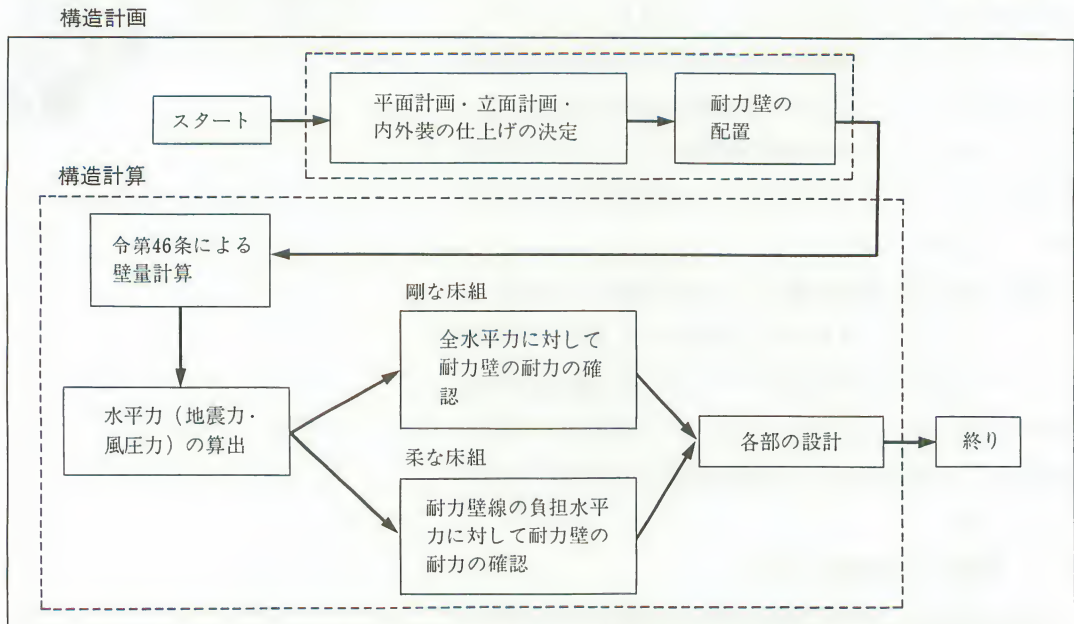 構造計画
スタート
平面計画・立面計画・
内外装の仕上げの決定
耐力壁の
配置
構造計算
令第46条による
壁量計算
水平力（地震力・
風圧力）の算出
剛な床組
全水平力に対して
耐力壁の耐力の確
認
柔な床組
耐力壁線の負担水平
力に対して耐力壁の
耐力の確認
各部の設計
終り